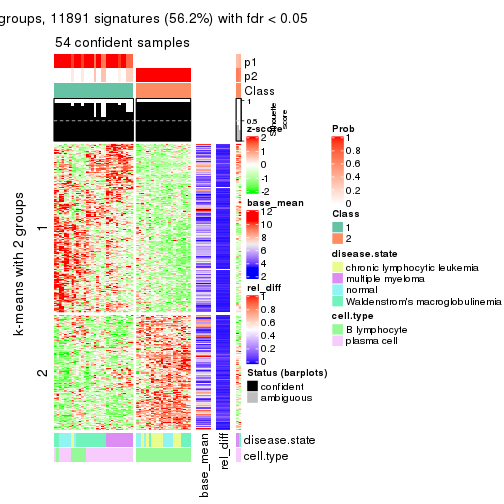 groups, 11891 signatures (56.2%) with fdr < 0.05
54 confident samples
p1
p2
Class
1
0.5
0
Silhouette
score
k-means with 2 groups
1
2
base_mean
rel_diff
disease.state
cell.type
z-score
2
1
0
-1
-2
base_mean
12
10
8
6
4
2
rel_diff
1
0.8
0.6
0.4
0.2
0
Status (barplots)
confident
ambiguous
Prob
1
0.8
0.6
0.4
0.2
0
Class
1
2
disease.state
chronic lymphocytic leukemia
multiple myeloma
normal
Waldenstrom's macroglobulinemia
cell.type
B lymphocyte
plasma cell